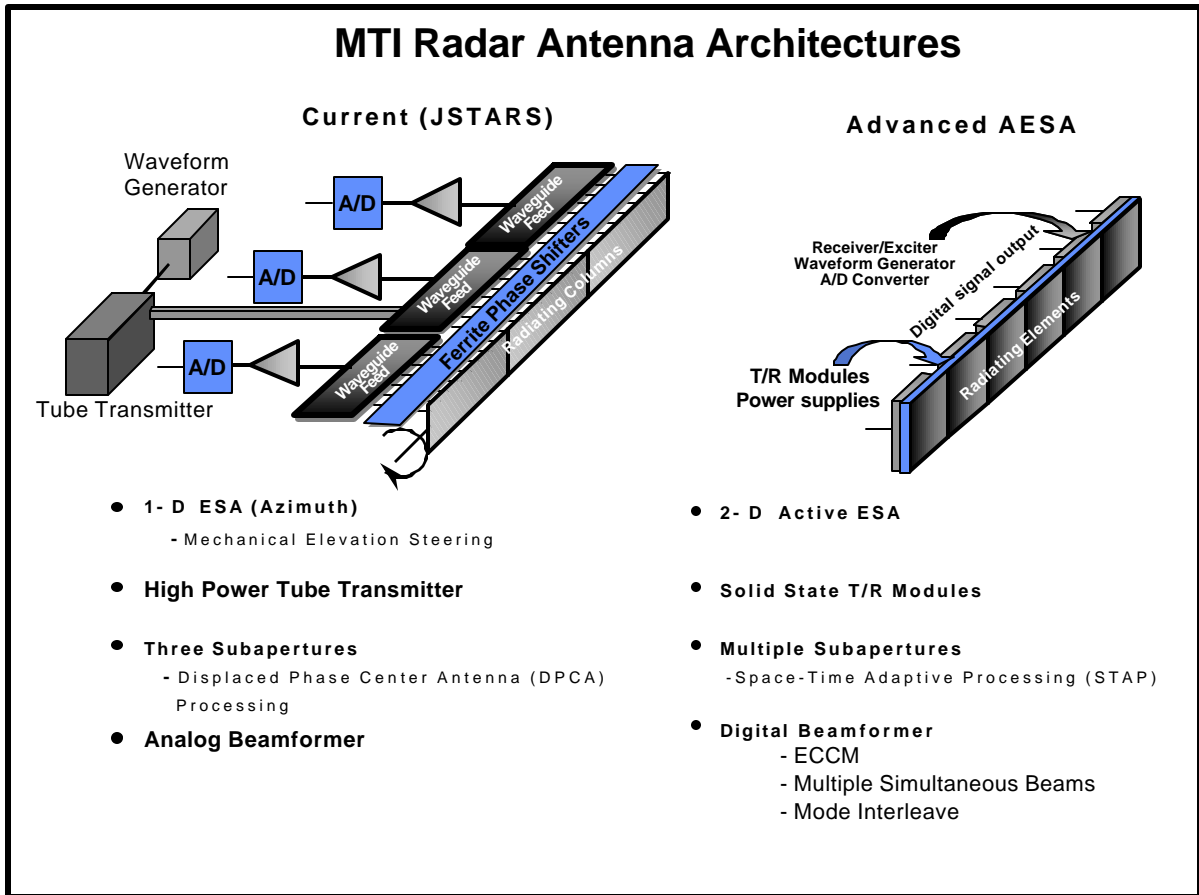 MTI Radar Antenna Architectures
Current (JSTARS)
Waveform
Generator
A/D
A/D
A/D
Tube Transmitter
Waveguide
Feed
Waveguide
Feed
Waveguide
Feed
Ferrite Phase Shifters
Radiating Columns
• 1- D ESA (Azimuth)
- Mechanical Elevation Steering
• High Power Tube Transmitter
• Three Subapertures
- Displaced Phase Center Antenna (DPCA)
Processing
• Analog Beamformer
Advanced AESA
Receiver/Exciter
Waveform Generator
A/D Converter
Digital signal output
T/R Modules
Power supplies
Radiating Elements
• 2- D Active ESA
• Solid State T/R Modules
• Multiple Subapertures
-Space-Time Adaptive Processing (STAP)
• Digital Beamformer
- ECCM
- Multiple Simultaneous Beams
- Mode Interleave